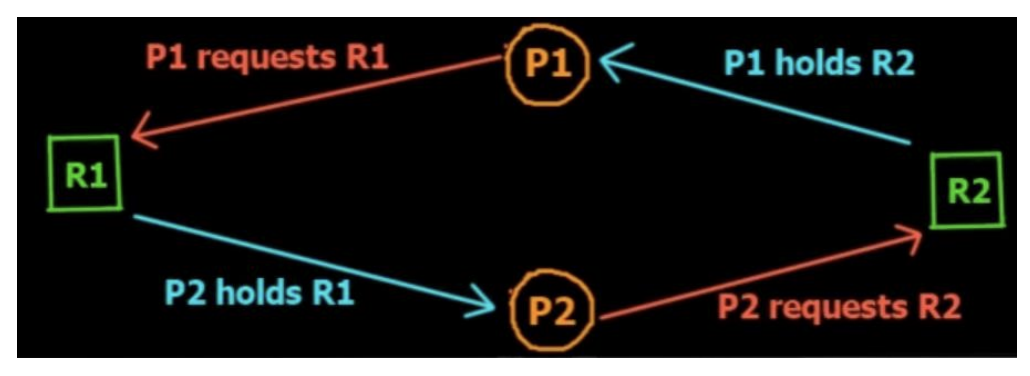 P1 requests R1
P1
P1 holds R2
R1
R2
P2 holds R1
P2
P2 requests R2